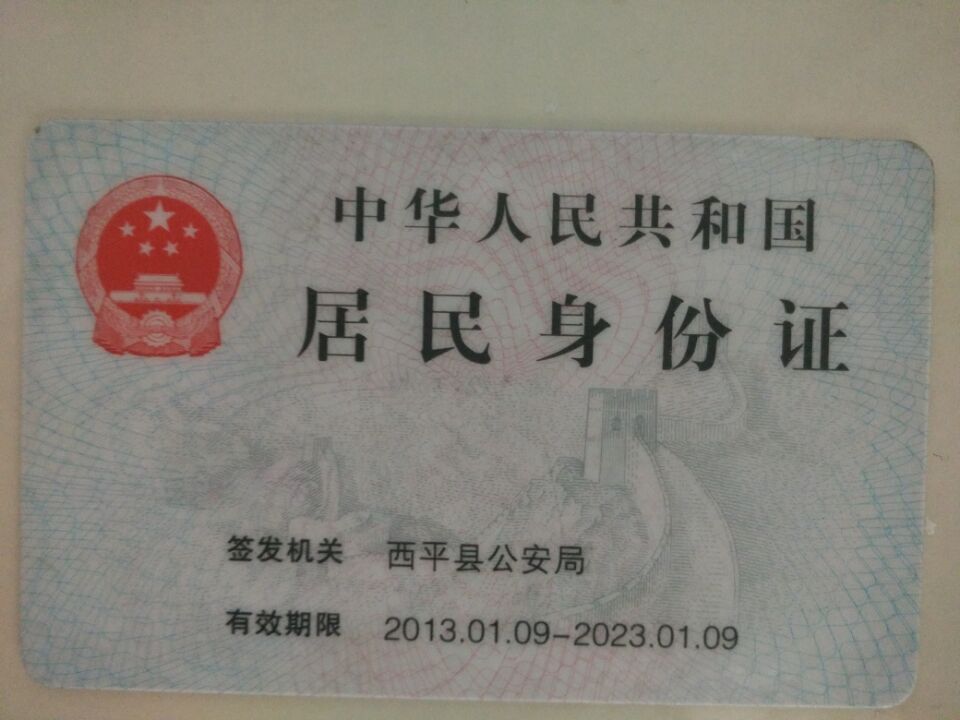 中华人民共和国
居民身份证
签发机关 西平县公安局
有效期限 2013.01.09-2023.01.09